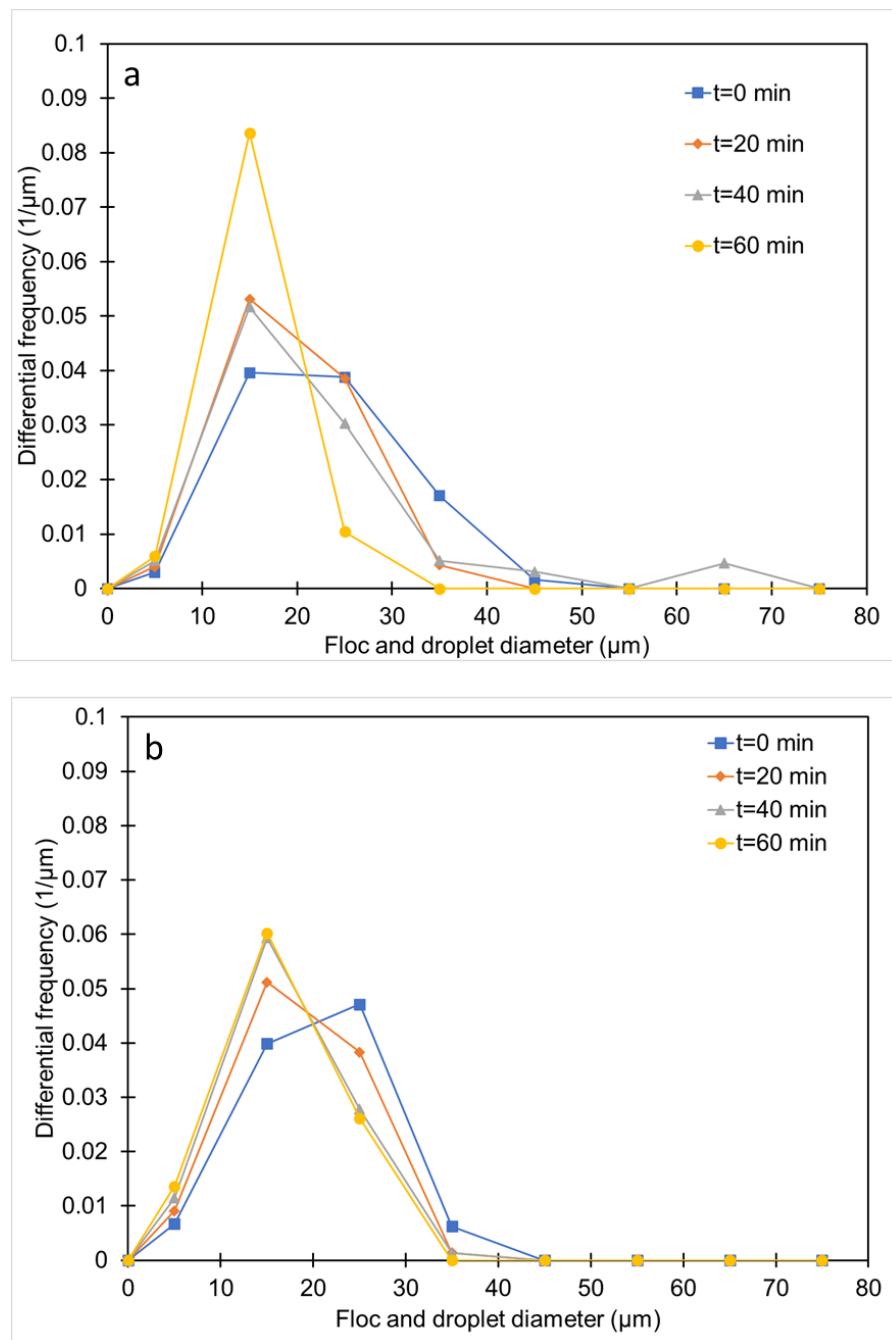 a
0.1
0.09
0.08
0.07
0.06
0.05
0.04
0.03
0.02
0.01
0
Differential frequency (1/µm)
t=0 min
t=20 min
t=40 min
t=60 min
0 10 20 30 40 50 60 70 80
Floc and droplet diameter (µm)
b
0.1
0.09
0.08
0.07
0.06
0.05
0.04
0.03
0.02
0.01
0
Differential frequency (1/µm)
t=0 min
t=20 min
t=40 min
t=60 min
0 10 20 30 40 50 60 70 80
Floc and droplet diameter (µm)